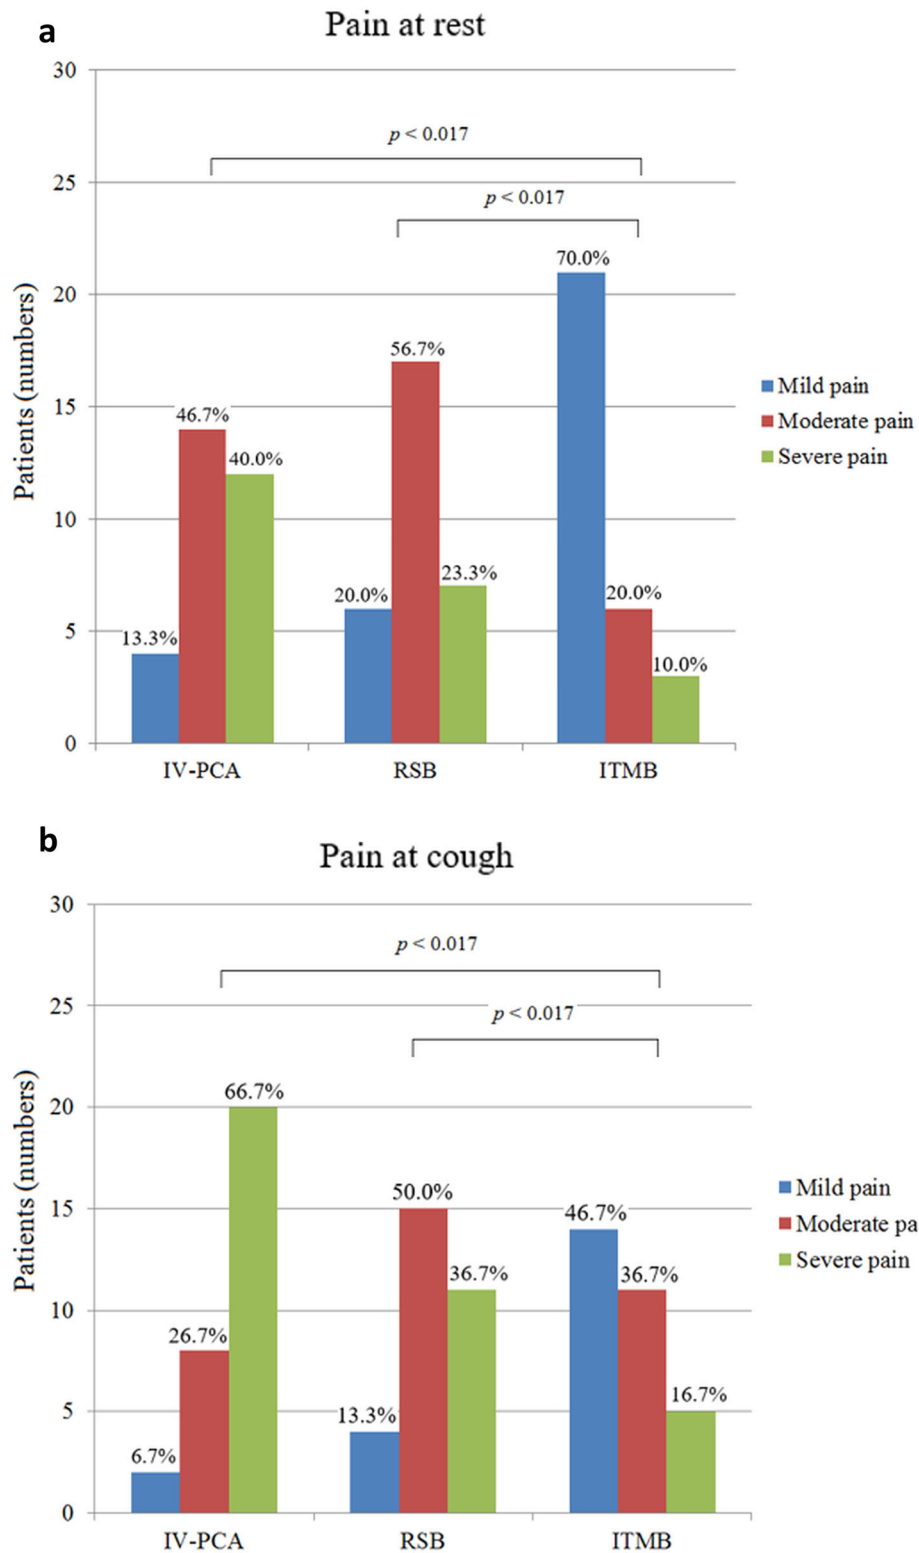 a
Pain at rest
30
p < 0.017
25
p < 0.017
70.0%
20
56.7%
15
46.7%
40.0%
10
23.3%
20.0%
20.0%
5
13.3%
10.0%
0
Patients (numbers)
Mild pain
Moderate pain
Severe pain
IV-PCA RSB ITMB
b
Pain at cough
30
p < 0.017
25
p < 0.017
66.7%
20
50.0%
15
46.7%
36.7%
36.7%
10
26.7%
16.7%
13.3%
5
6.7%
0
Patients (numbers)
Mild pain
Moderate pa
Severe pain
IV-PCA RSB ITMB